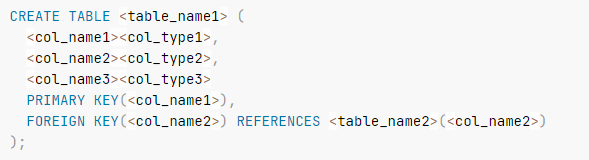 CREATE TABLE <table_name1> (
<col_name1><col_type1>,
<col_name2><col_type2>,
<col_name3><col_type3>
PRIMARY KEY(<col_name1>),
FOREIGN KEY(<col_name2>) REFERENCES <table_name2>(<col_name2>)
);